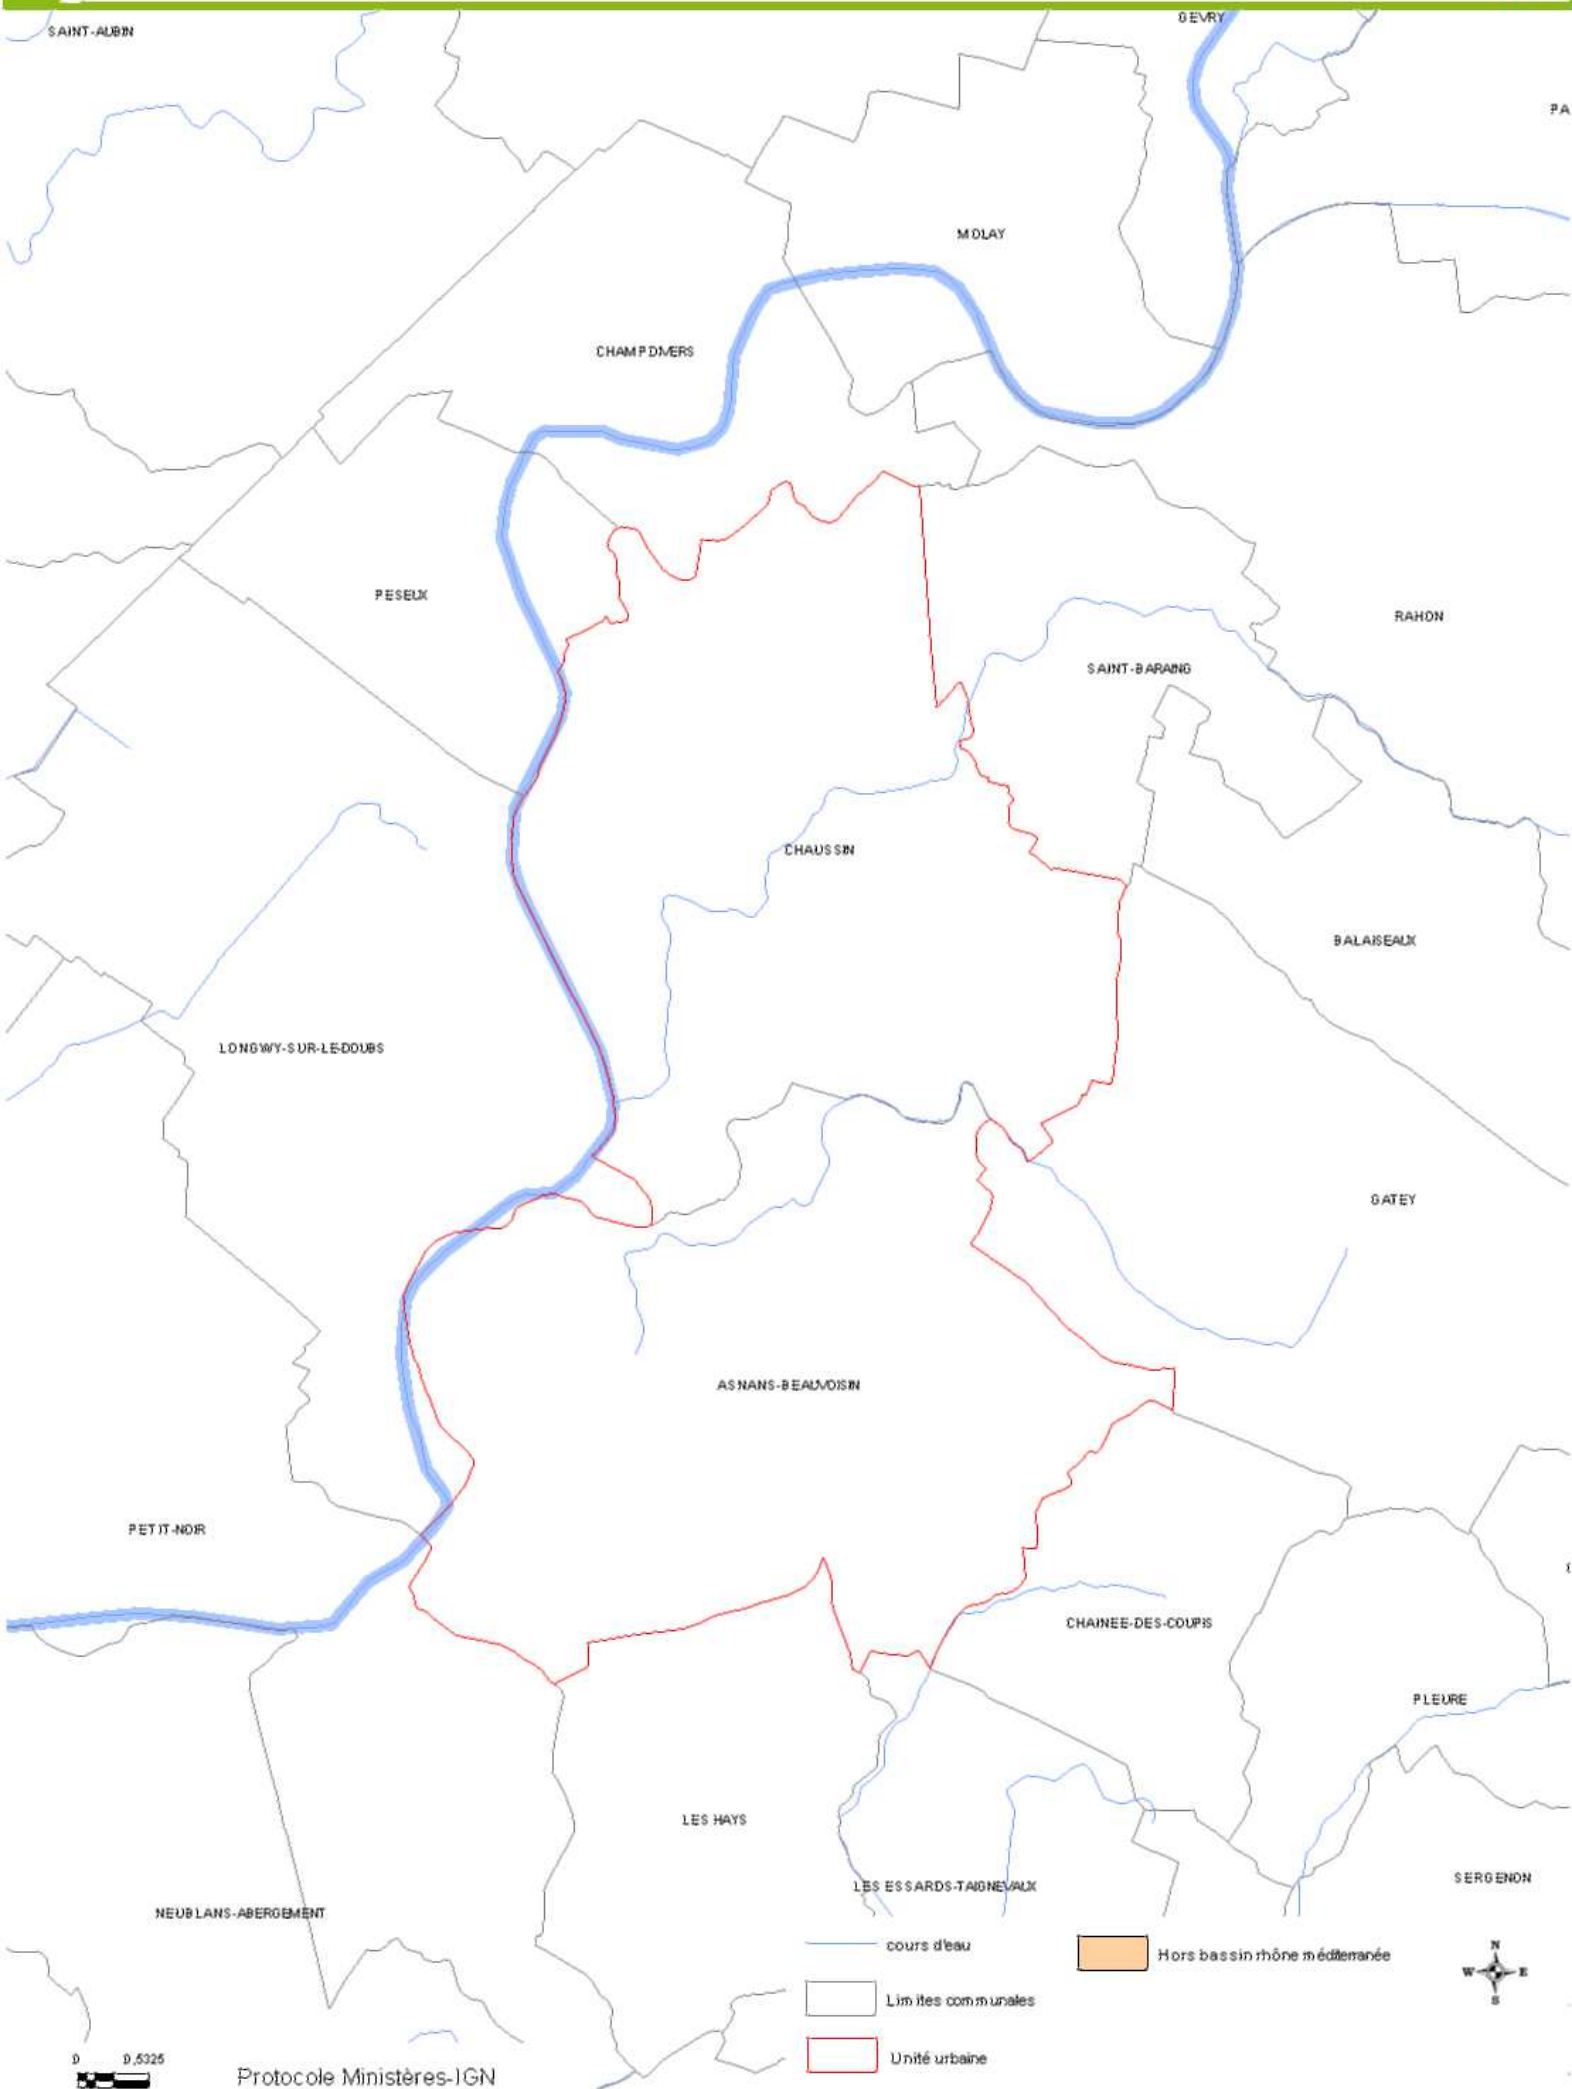 GEVRY
SAINT-AUBIN
PA
MOLAY
CHAMPDIVERS
PESEUX
RAHON
SAINT-BARAING
CHAUSSIN
BALAISEAUX
LONGWY-SUR-LE-DOUBS
GATEY
ASNANS-BEAUVOISIN
PETIT-NOIR
CHAINEE-DES-COUPIS
PLEURE
LES HAYS
SERGENON
LES ESSARDS-TAIGNEVAUX
NEUBLANS-ABERGEMENT
cours d'eau
Hors bassin rhône méditerranée
N
W E
S
Limites communales
Unité urbaine
0 0,5325
Protocole Ministères-IGN